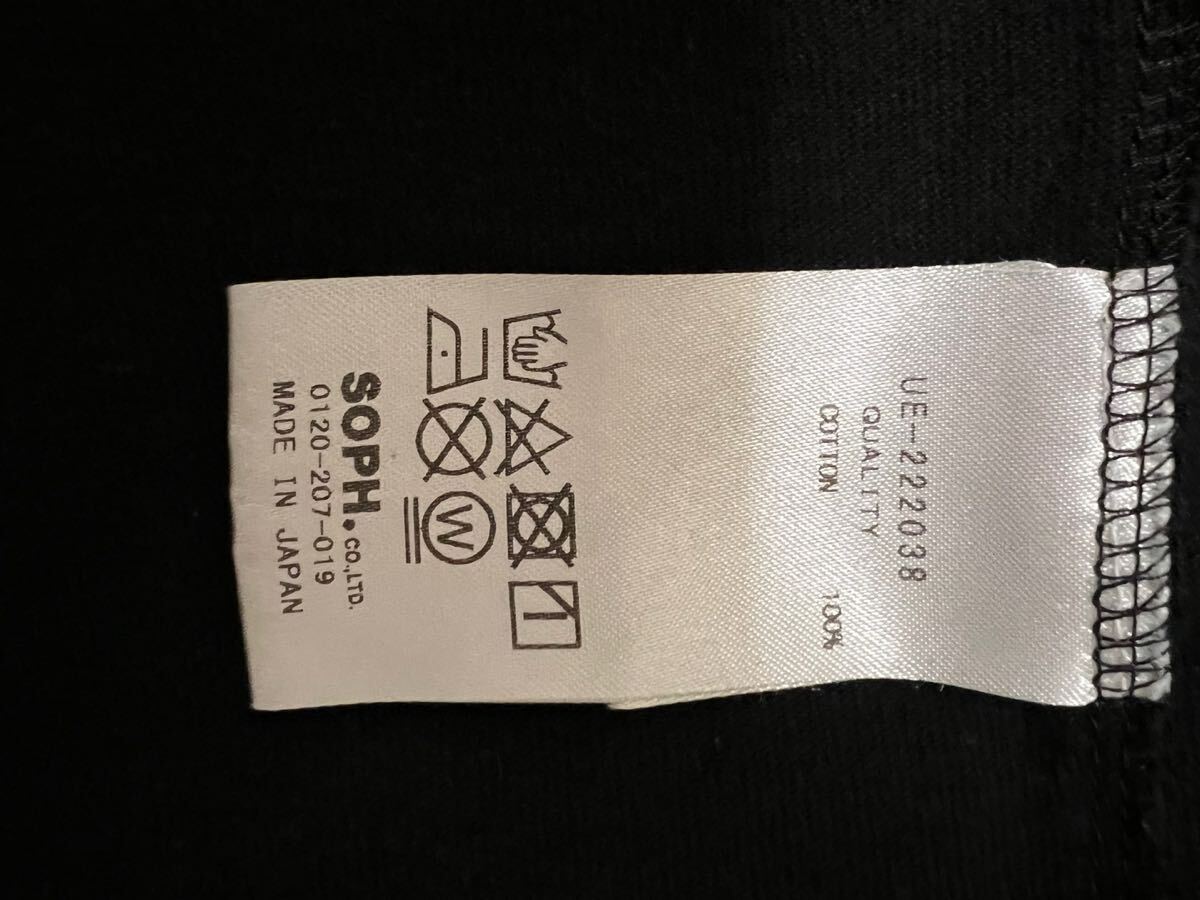 UE-222038
QUALITY
COTTON 100%
W
SOPH.CO.,LTD.
0120-207-019
MADE IN JAPAN